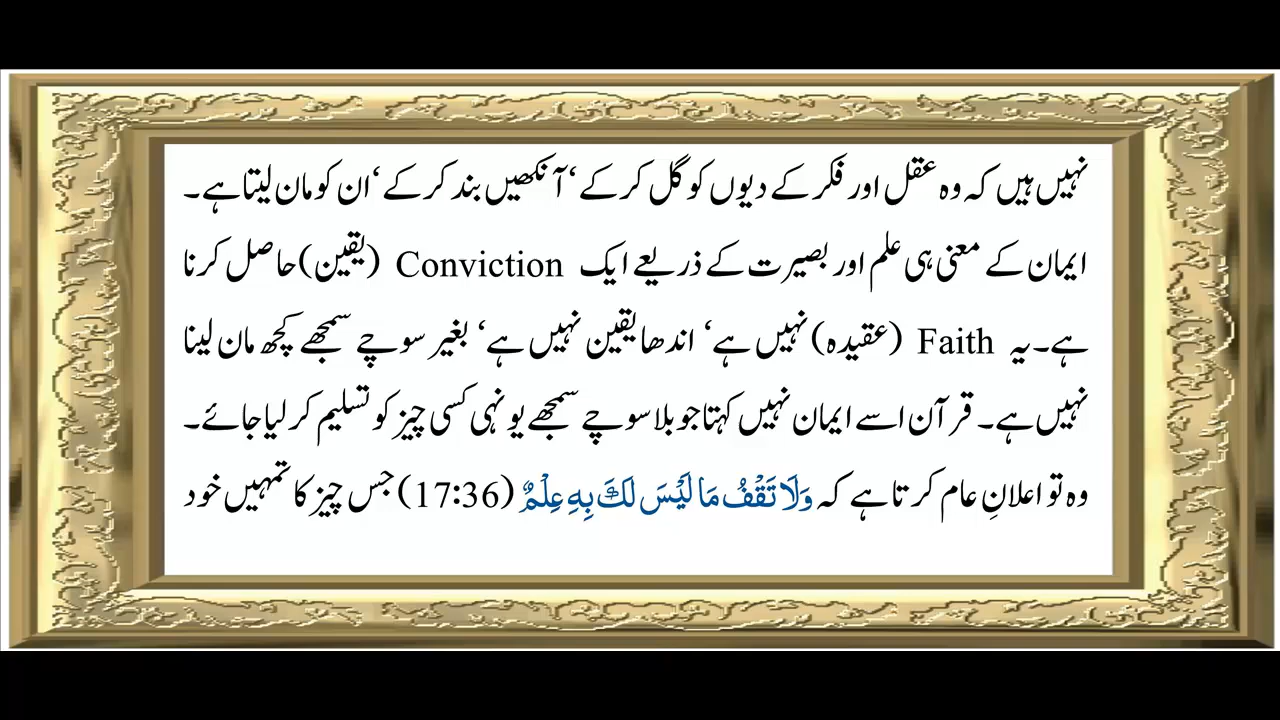 نہیں ہیں کہ وہ عقل اور فکر کے دیوں کو گل کر کے‘ آنکھیں بند کر کے‘ ان کو مان لیتا ہے۔
ایمان کے معنی ہی علم اور بصیرت کے ذریعے ایک Conviction (یقین) حاصل کرنا
ہے۔ یہ Faith (عقیدہ) نہیں ہے‘ اندھا یقین نہیں ہے‘ بغیر سوچے سمجھے کچھ مان لینا
نہیں ہے۔ قرآن اسے ایمان نہیں کہتا جو بلا سوچے سمجھے یونہی کسی چیز کو تسلیم کر لیا جائے۔
وہ تو اعلانِ عام کرتا ہے کہ وَلَا تَقْفُ مَا لَيْسَ لَكَ بِهٖ عِلْمٌ (17:36) جس چیز کا تمہیں خود